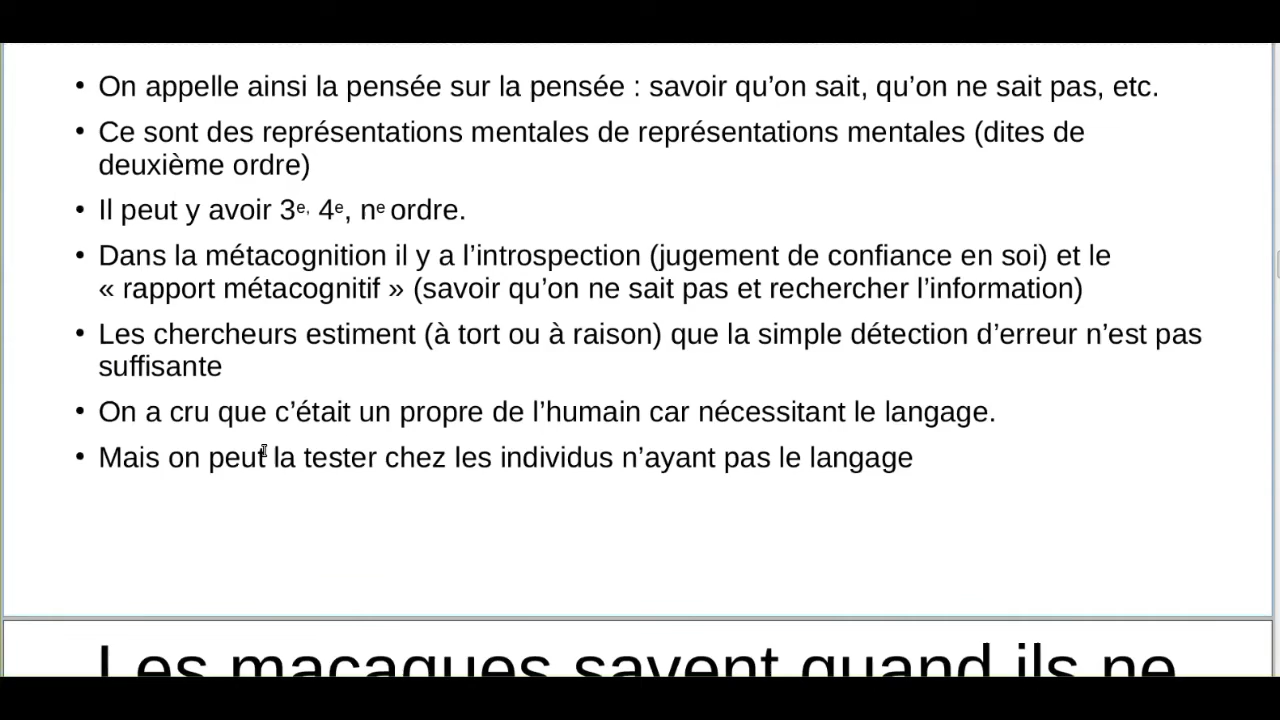 • On appelle ainsi la pensée sur la pensée : savoir qu’on sait, qu’on ne sait pas, etc.
• Ce sont des représentations mentales de représentations mentales (dites de
deuxième ordre)
• Il peut y avoir 3e, 4e, ne ordre.
• Dans la métacognition il y a l’introspection (jugement de confiance en soi) et le
« rapport métacognitif » (savoir qu’on ne sait pas et rechercher l’information)
• Les chercheurs estiment (à tort ou à raison) que la simple détection d’erreur n’est pas
suffisante
• On a cru que c’était un propre de l’humain car nécessitant le langage.
• Mais on peut la tester chez les individus n’ayant pas le langage
Les macaques savent quand ils ne